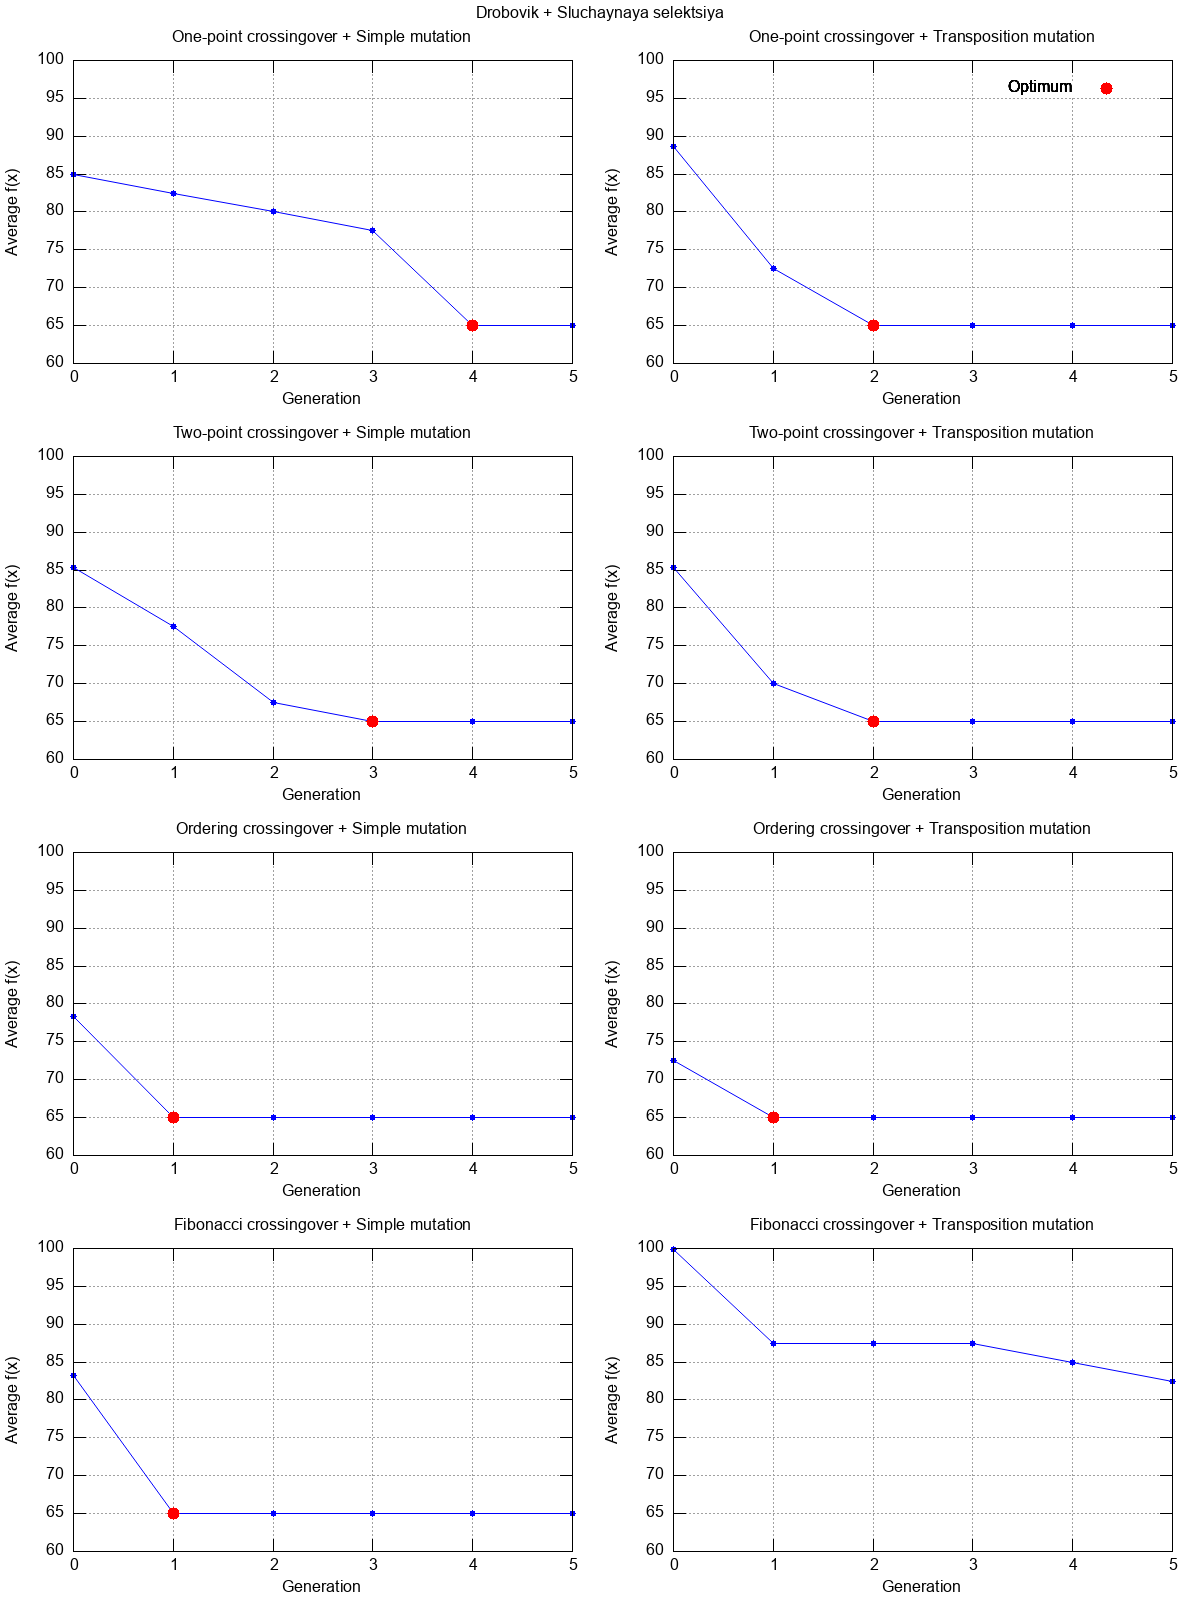 Drobovik + Sluchaynaya selektsiya
One-point crossingover + Simple mutation
100
95
90
85
80
75
70
65
60
Average f(x)
0 1 2 3 4 5
Generation
One-point crossingover + Transposition mutation
Optimum
100
95
90
85
80
75
70
65
60
Average f(x)
0 1 2 3 4 5
Generation
Two-point crossingover + Simple mutation
100
95
90
85
80
75
70
65
60
Average f(x)
0 1 2 3 4 5
Generation
Two-point crossingover + Transposition mutation
100
95
90
85
80
75
70
65
60
Average f(x)
0 1 2 3 4 5
Generation
Ordering crossingover + Simple mutation
100
95
90
85
80
75
70
65
60
Average f(x)
0 1 2 3 4 5
Generation
Ordering crossingover + Transposition mutation
100
95
90
85
80
75
70
65
60
Average f(x)
0 1 2 3 4 5
Generation
Fibonacci crossingover + Simple mutation
100
95
90
85
80
75
70
65
60
Average f(x)
0 1 2 3 4 5
Generation
Fibonacci crossingover + Transposition mutation
100
95
90
85
80
75
70
65
60
Average f(x)
0 1 2 3 4 5
Generation